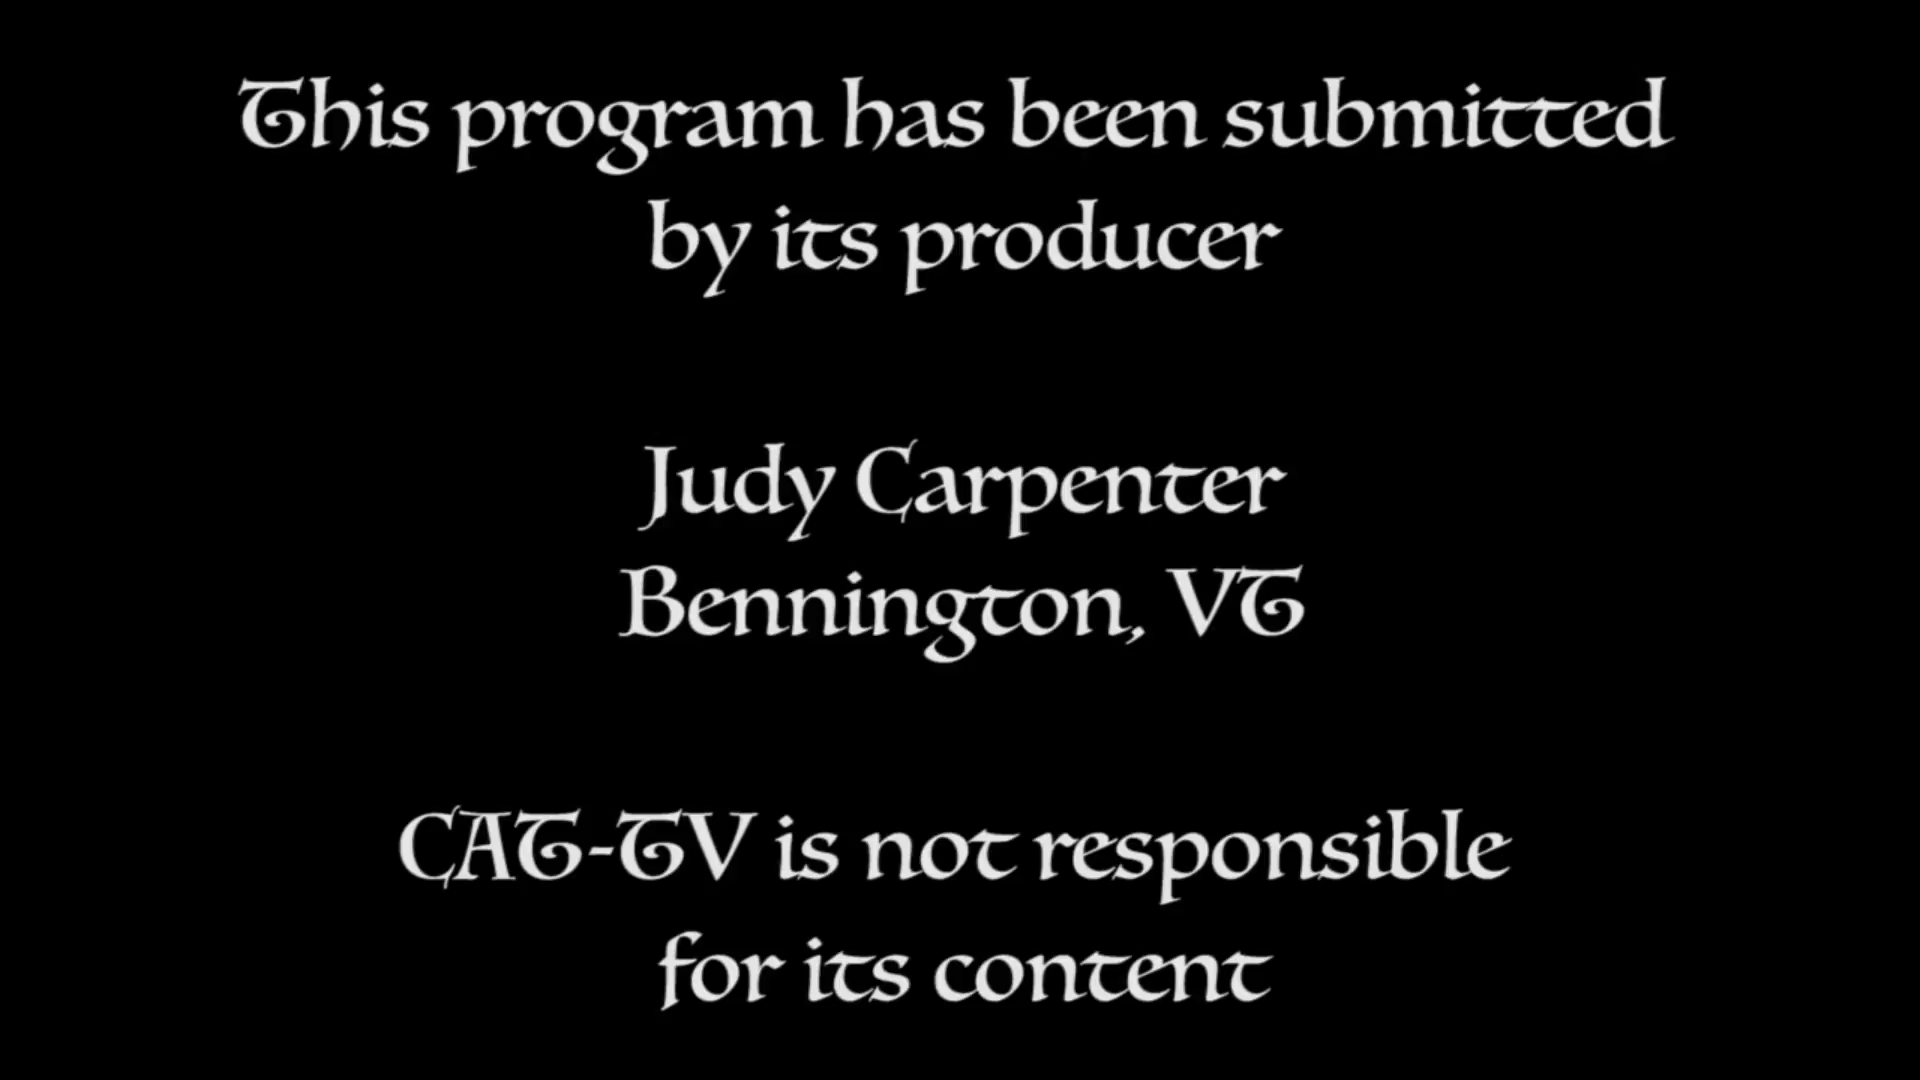 This program has been submitted
by its producer
Judy Carpenter
Bennington, VT
CAT-TV is not responsible
for its content